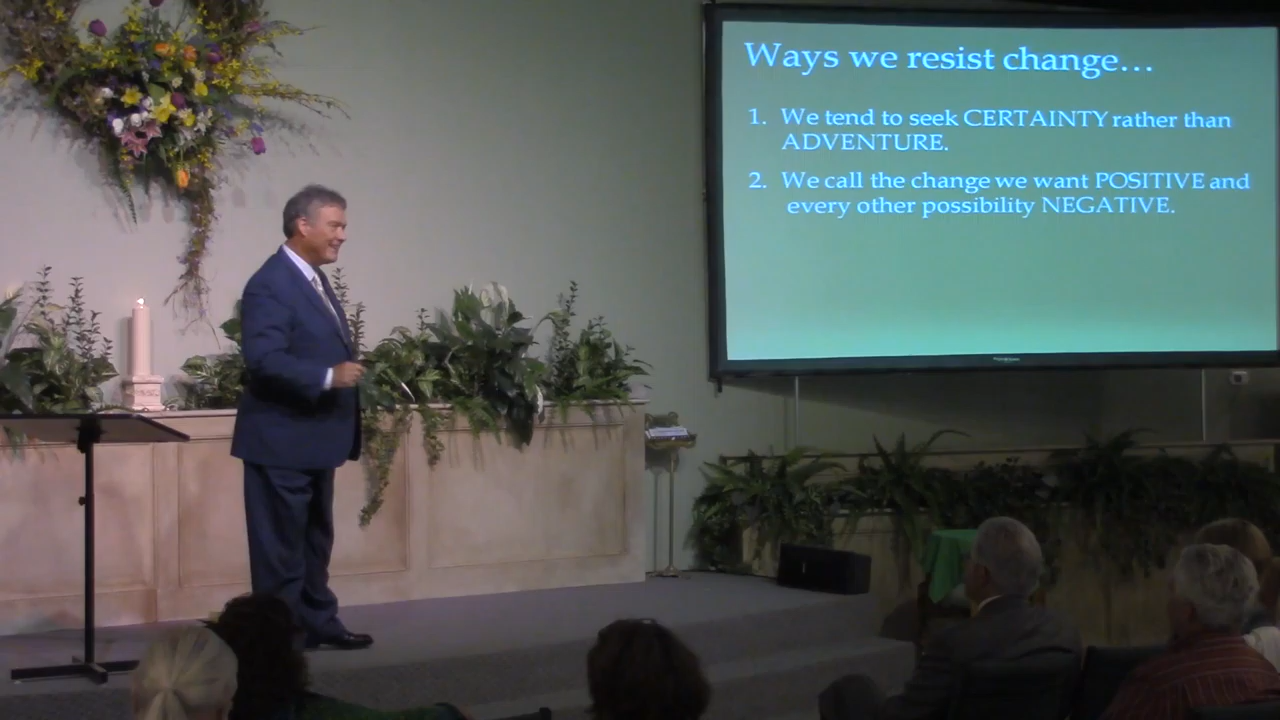 Ways we resist change...
1. We tend to seek CERTAINTY rather than
ADVENTURE.
2. We call the change we want POSITIVE and
every other possibility NEGATIVE.